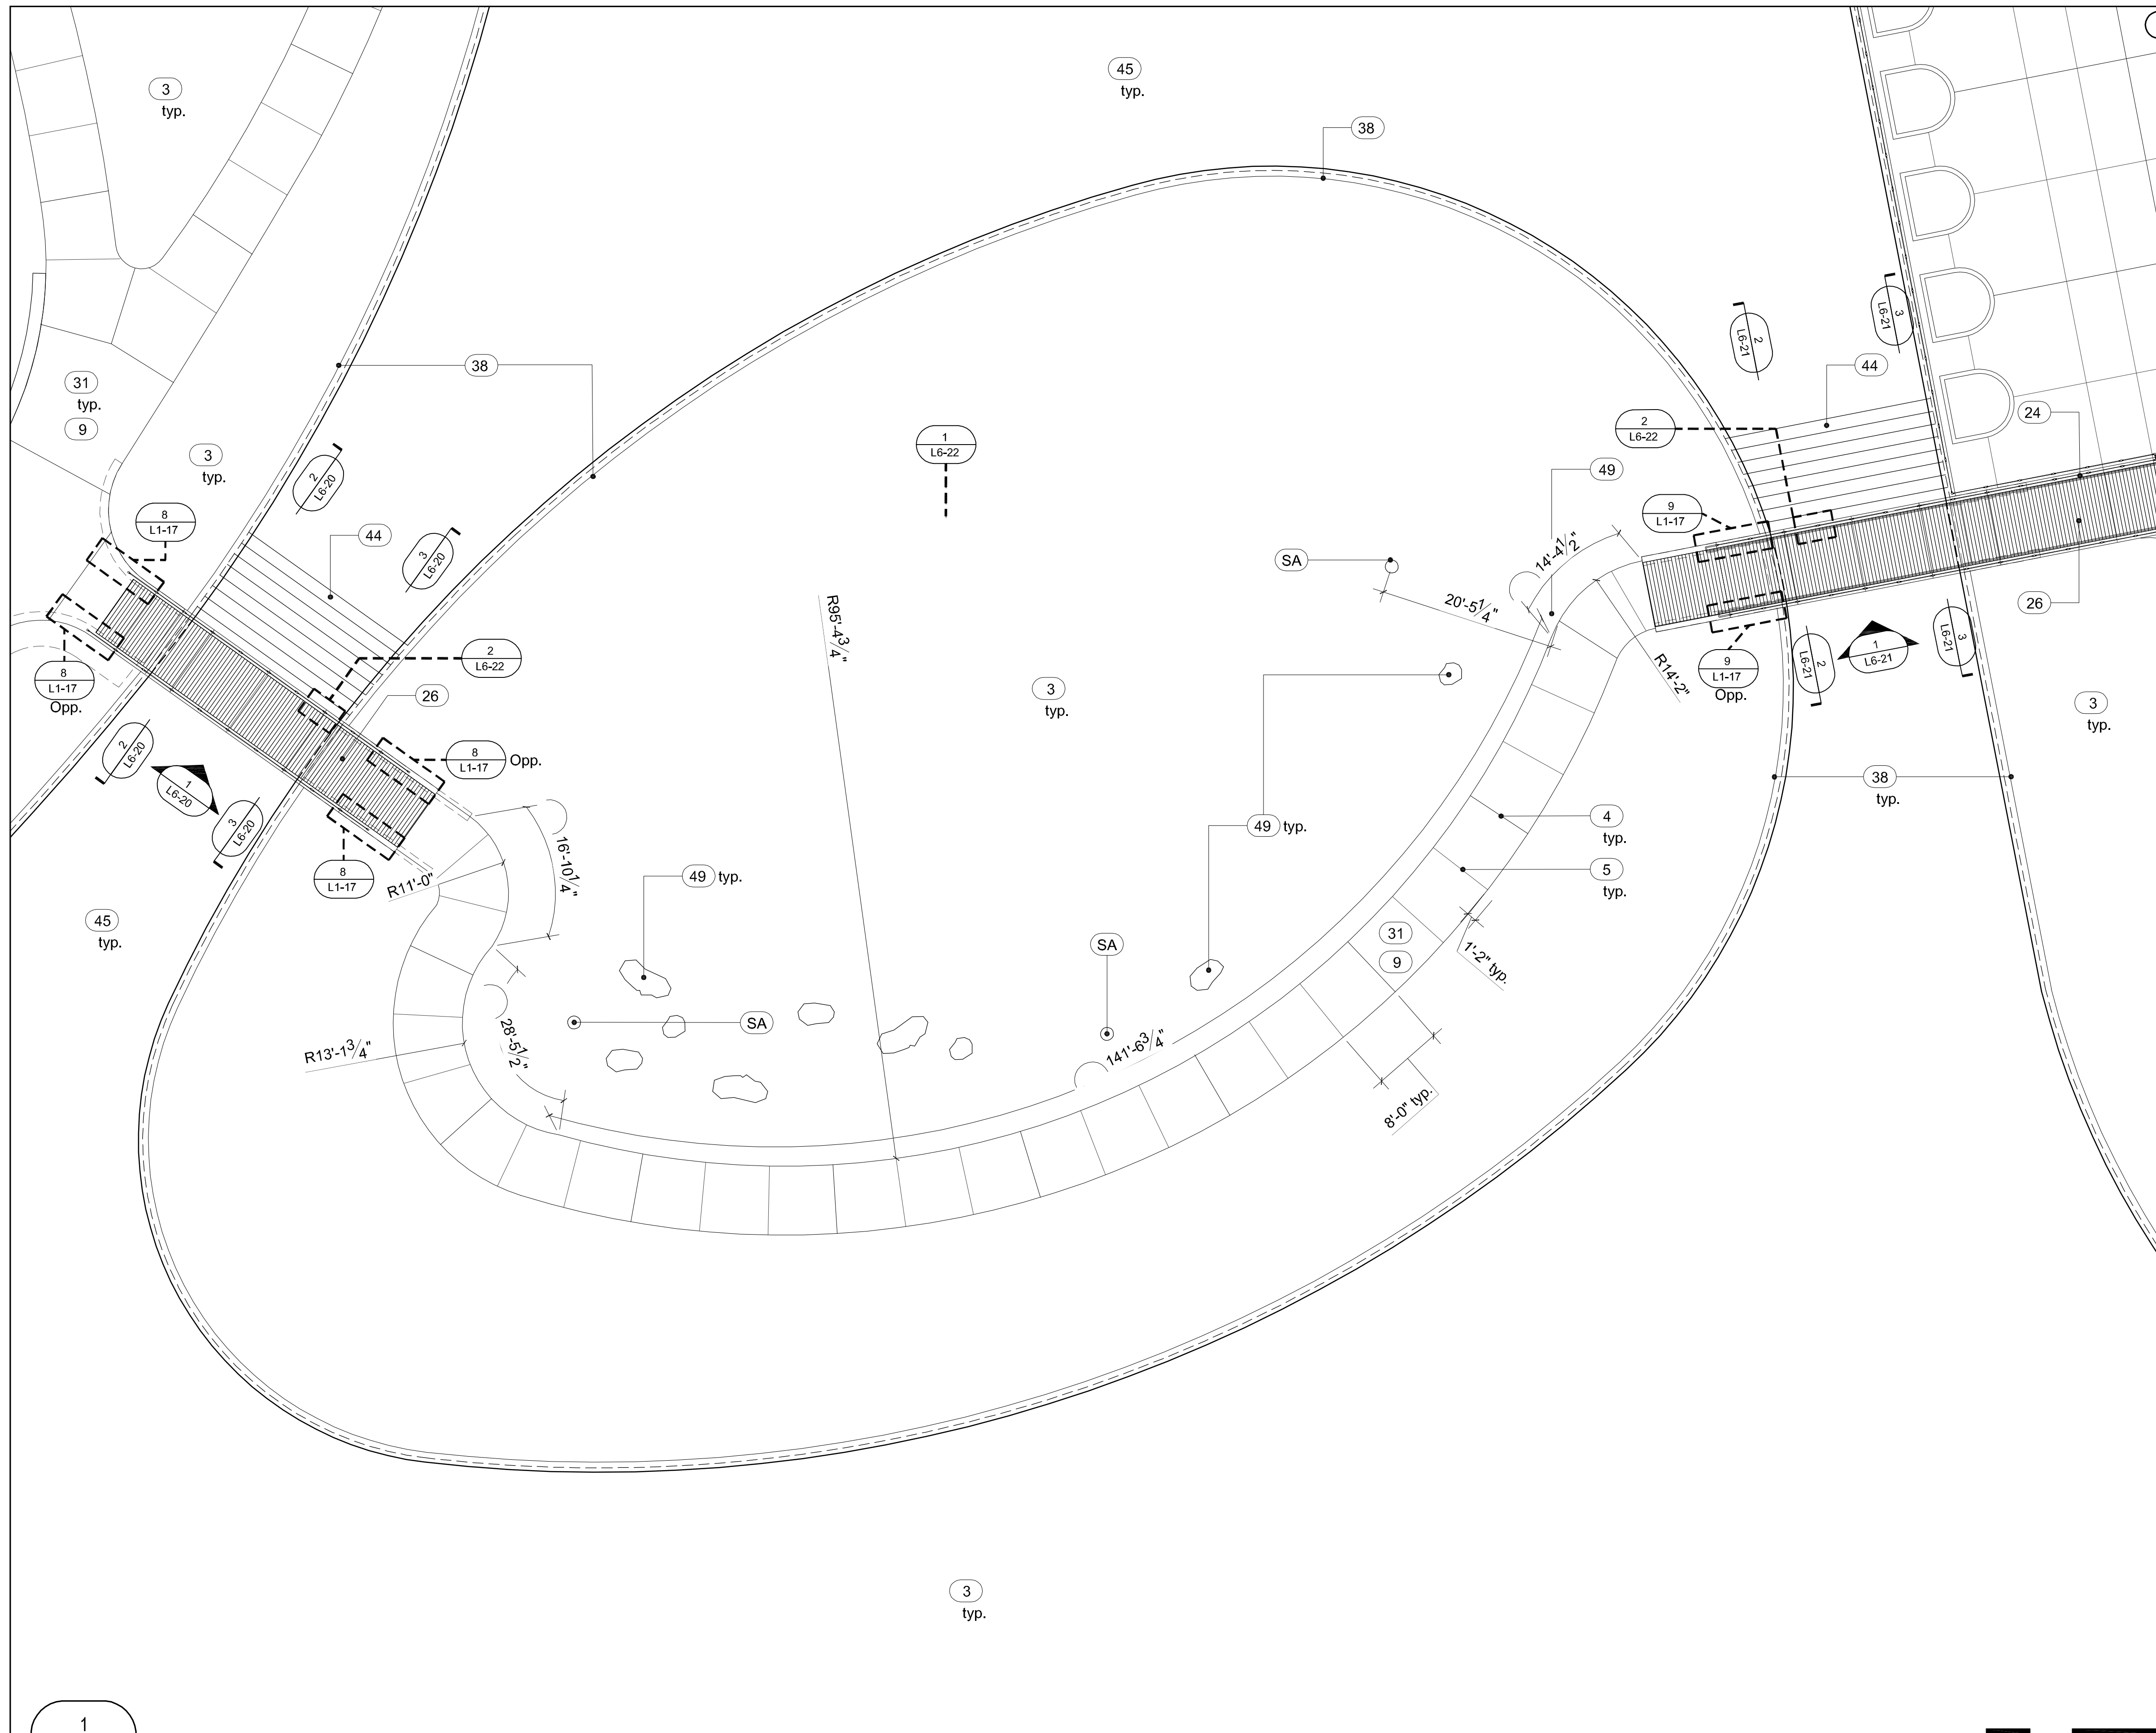 45
typ.
3
typ.
38
38
44
2
L6-21
3
L6-21
31
typ.
9
24
2
L6-22
1
L6-22
3
typ.
2
L6-20
49
8
L1-17
9
L1-17
44
3
L6-20
14'-4 1/2"
SA
20'-5 1/4"
26
R95'-4 3/4"
2
L6-22
3
L6-21
1
L6-21
2
L6-21
9
L1-17
Opp.
R14'-2"
8
L1-17
Opp.
26
3
typ.
3
typ.
2
L6-20
8
L1-17
Opp.
1
L6-20
38
typ.
3
L6-20
4
typ.
49 typ.
16'-10 1/4"
8
L1-17
R11'-0"
49 typ.
5
typ.
45
typ.
31
9
SA
1'-2" typ.
SA
28'-5 1/2"
R13'-1 3/4"
141'-6 3/4"
8'-0" typ.
3
typ.
1